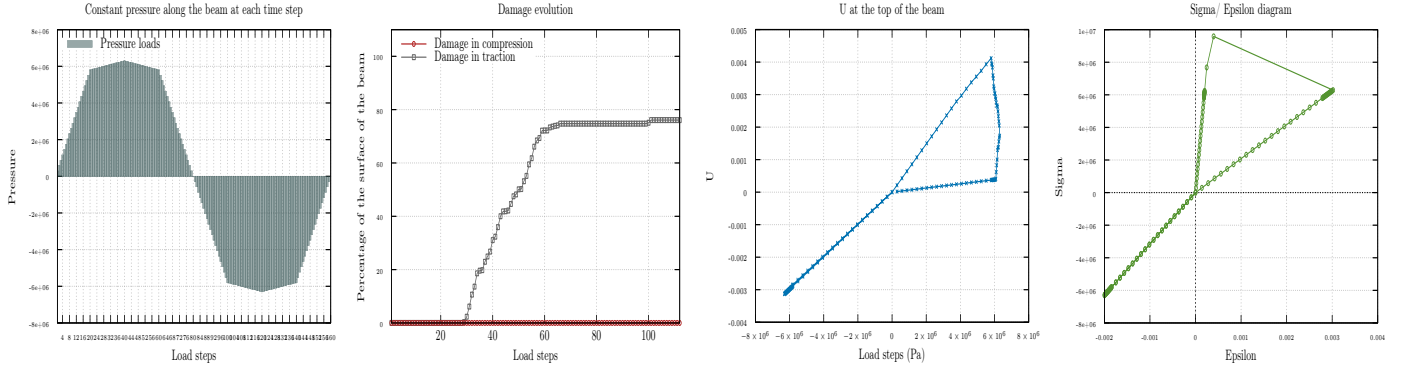 Constant pressure along the beam at each time step
Pressure
8e+06
6e+06
4e+06
2e+06
0
-2e+06
-4e+06
-6e+06
-8e+06
Pressure loads
Load steps
Damage evolution
Percentage of the surface of the beam
100
80
60
40
20
0
Damage in compression
Damage in traction
20 40 60 80 100
Load steps
U at the top of the beam
U
0.005
0.004
0.003
0.002
0.001
0
-0.001
-0.002
-0.003
-0.004
−8 × 10⁶ −6 × 10⁶ −4 × 10⁶ −2 × 10⁶ 0 2 × 10⁶ 4 × 10⁶ 6 × 10⁶ 8 × 10⁶
Load steps (Pa)
Sigma/ Epsilon diagram
Sigma
1e+07
8e+06
6e+06
4e+06
2e+06
0
-2e+06
-4e+06
-6e+06
-8e+06
-0.002 -0.001 0 0.001 0.002 0.003 0.004
Epsilon